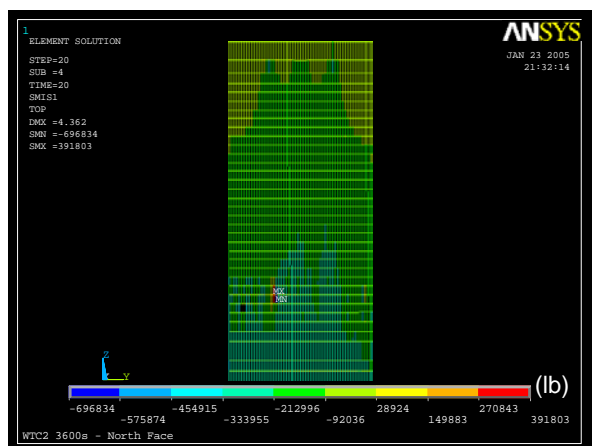 1
ELEMENT SOLUTION
STEP=20
SUB =4
TIME=20
SMIS1
TOP
DMX =4.362
SMN =-696834
SMX =391803
ANSYS
JAN 23 2005
21:32:14
MX
MN
Z
Y
(lb)
-696834 -454915 -212996 28924 270843
-575874 -333955 -92036 149883 391803
WTC2 3600s - North Face